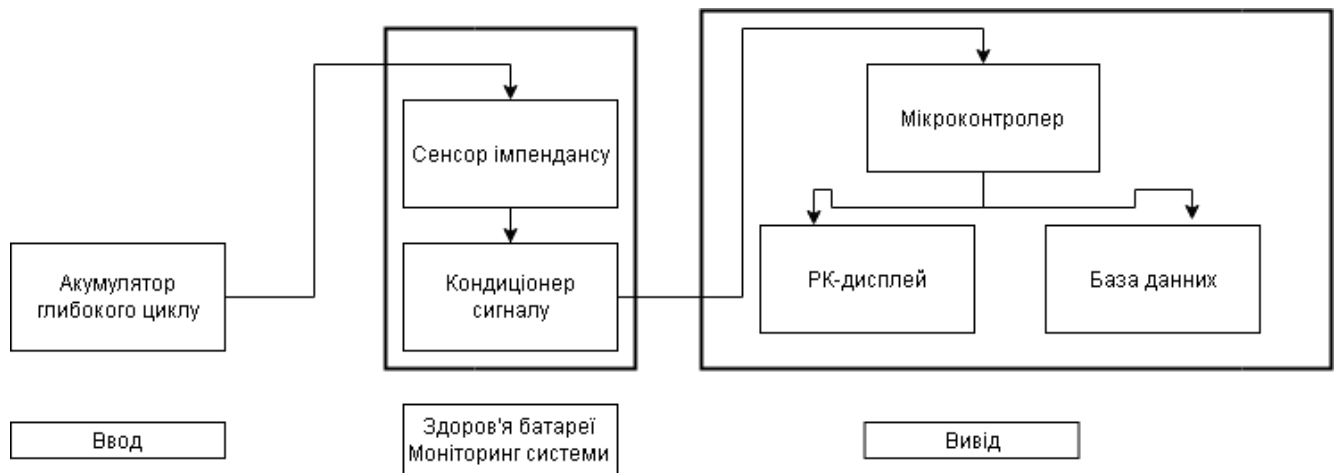 Акумулятор
глибокого циклу
Сенсор імпендансу
Кондиціонер
сигналу
Мікроконтролер
РК-дисплей
База данних
Ввод
Здоров'я батареї
Моніторинг системи
Вивід